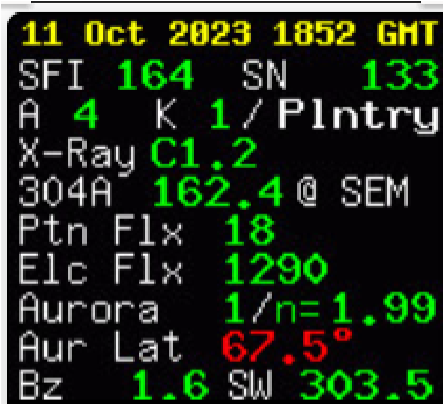 11 Oct 2023 1852 GMT
SFI 164 SN 133
A 4 K 1/Plntry
X-Ray C1.2
304A 162.4 @ SEM
Ptn Flx 18
Elc Flx 1290
Aurora 1/n=1.99
Aur Lat 67.5°
Bz 1.6 SW 303.5